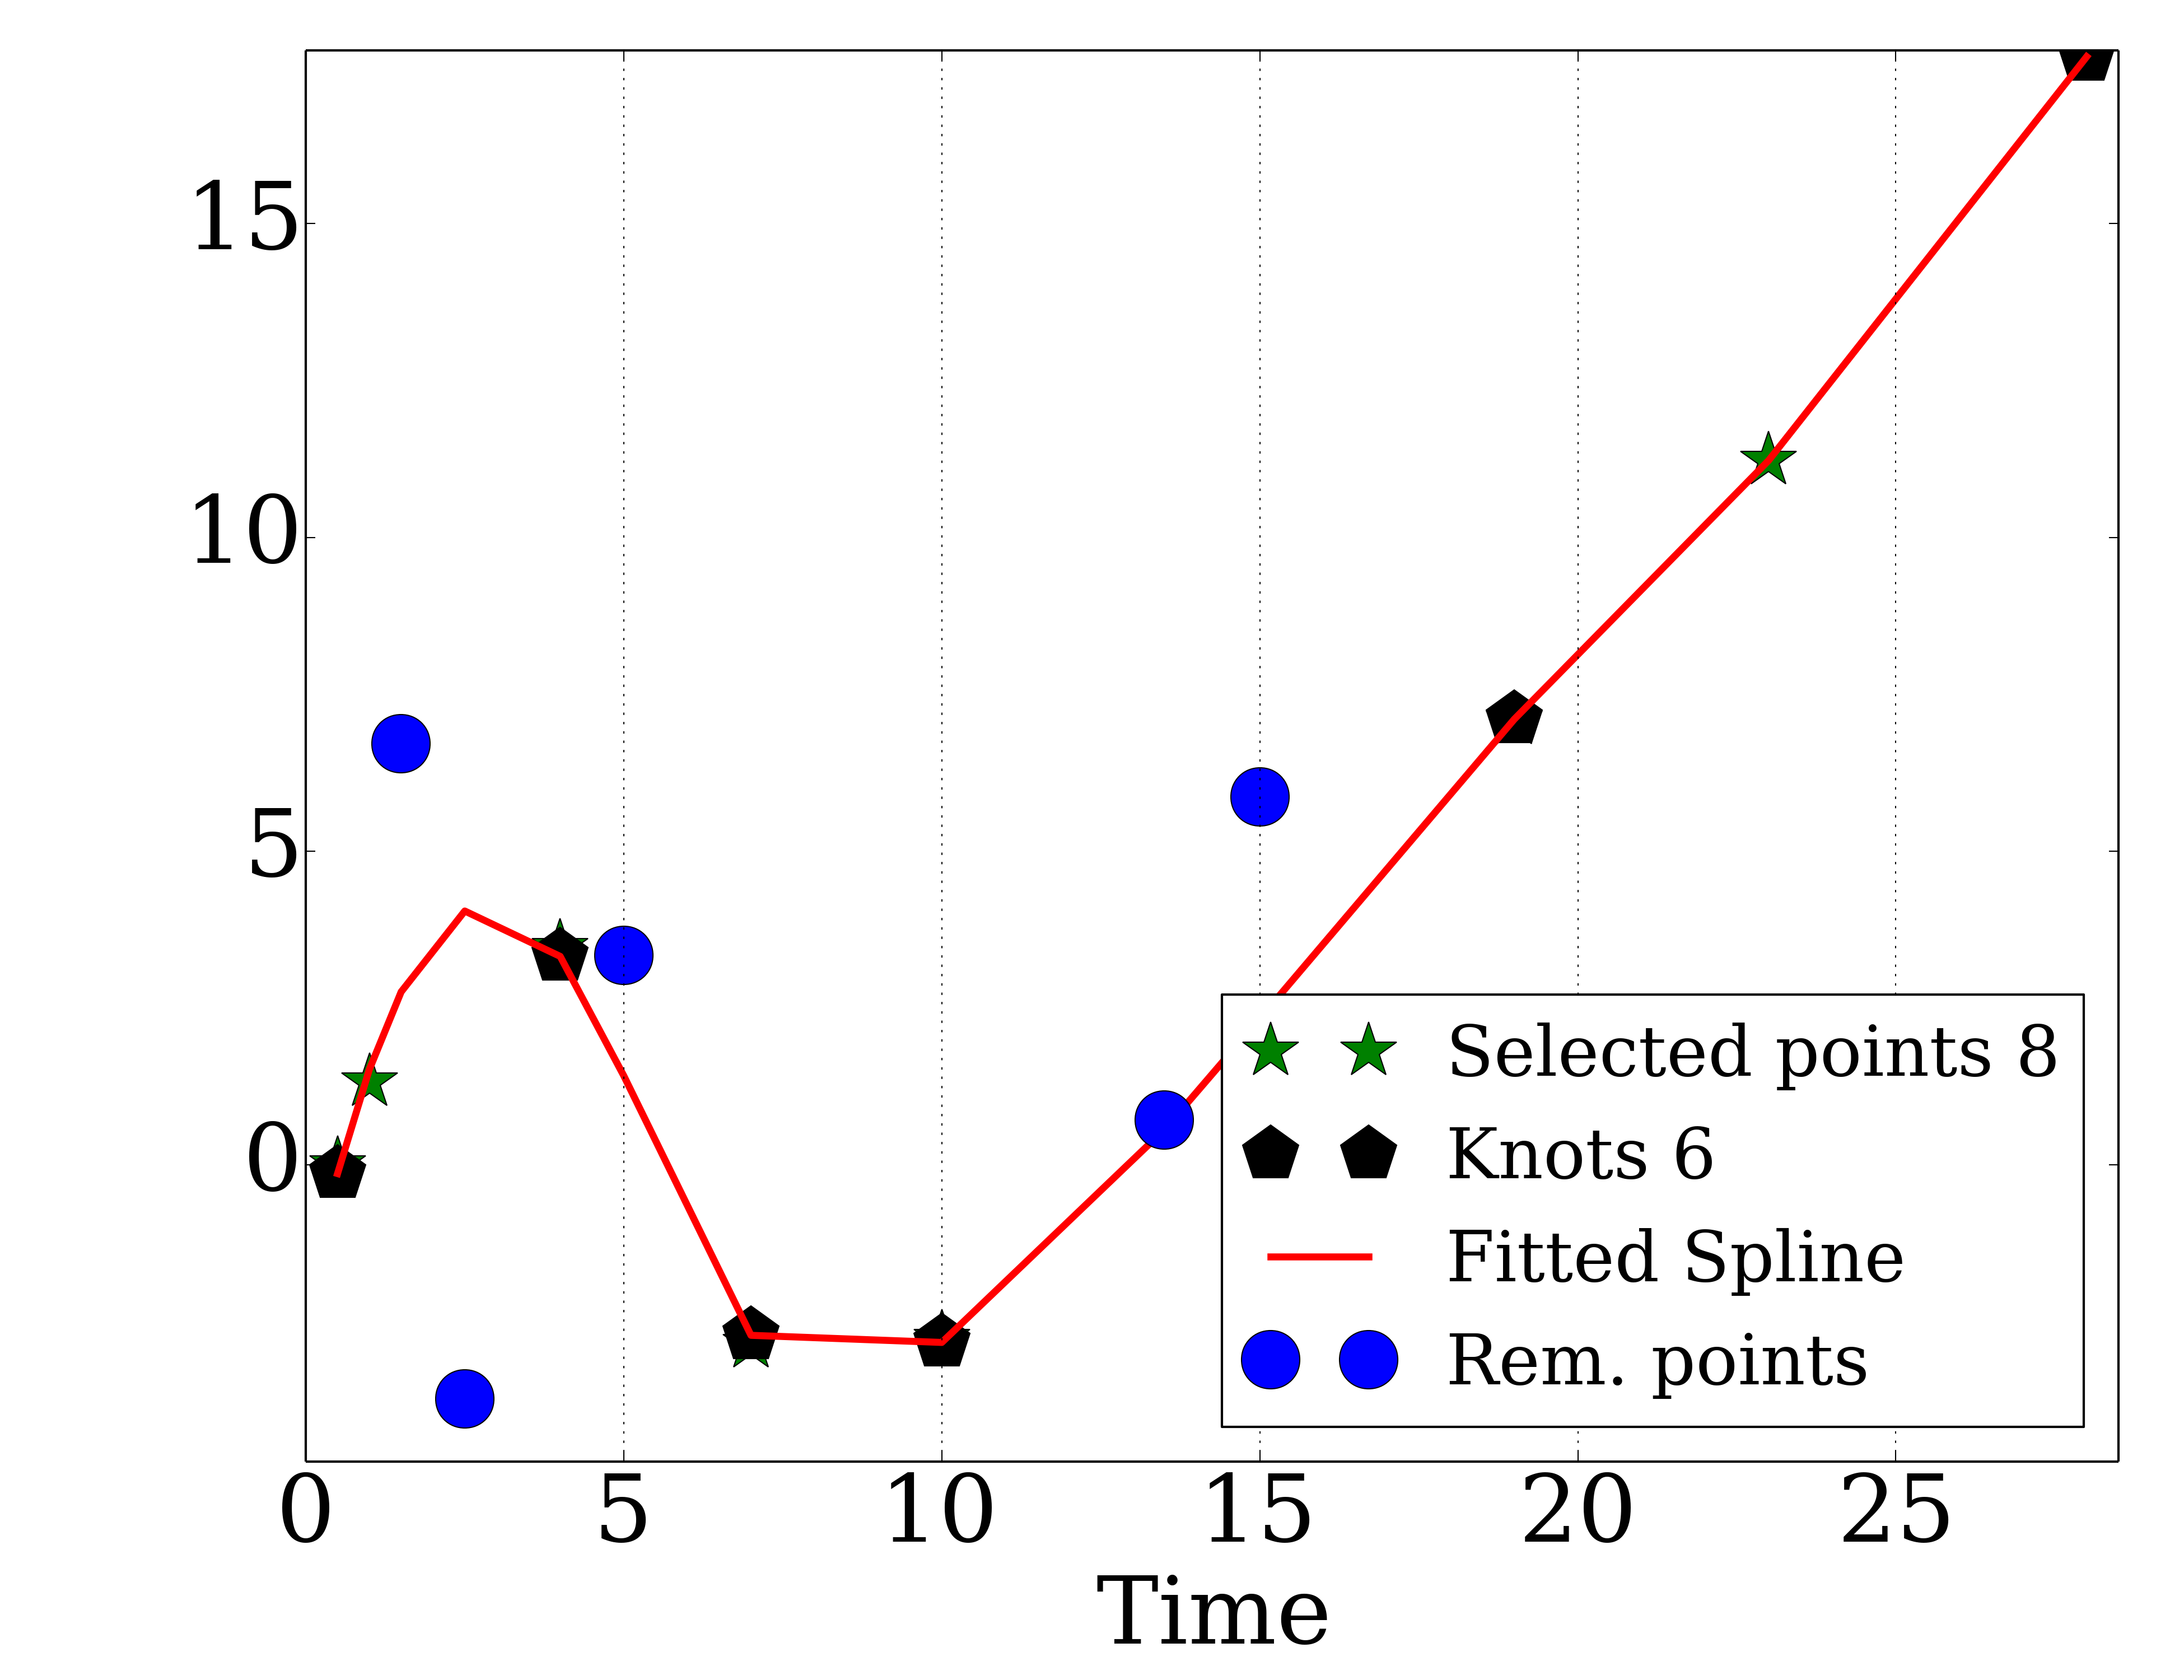 15
10
5
0
Selected points 8
Knots 6
Fitted Spline
Rem. points
0 5 10 15 20 25
Time